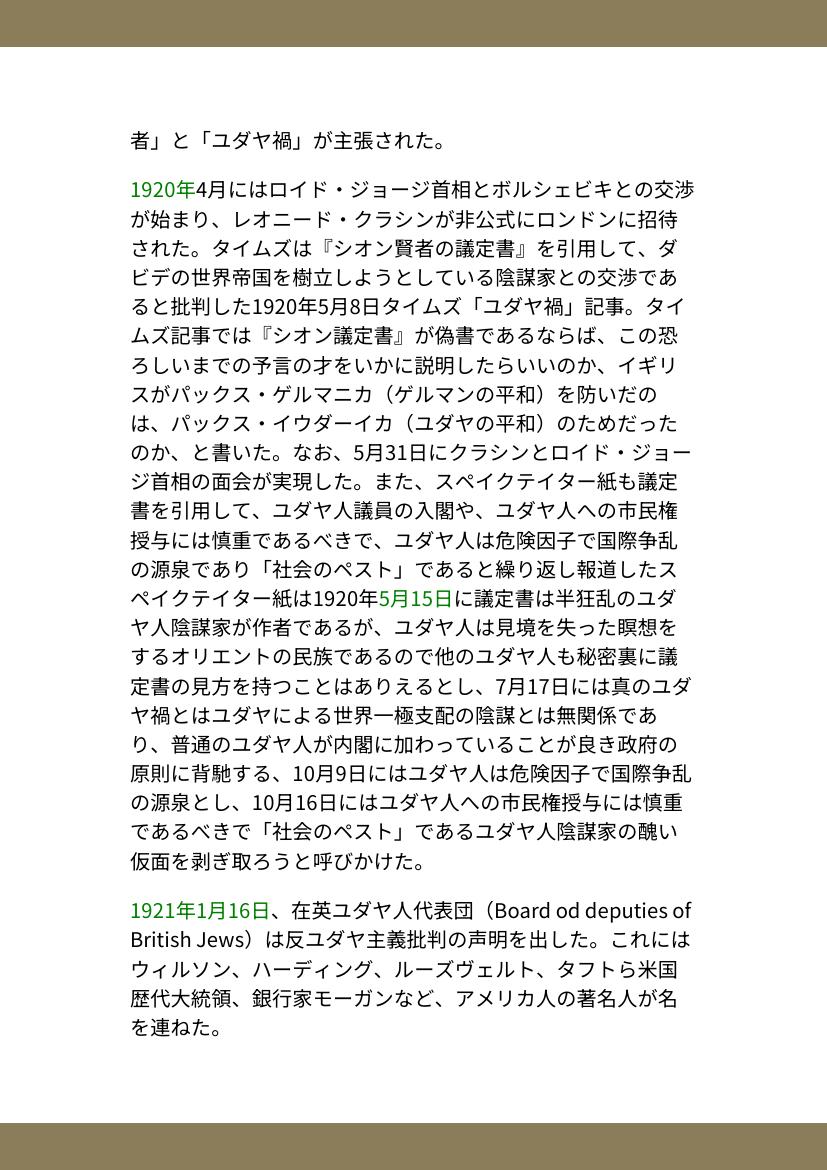 者」と「ユダヤ禍」が主張された。
1920年4月にはロイド・ジョージ首相とボルシェビキとの交渉
が始まり、レオニード・クラシンが非公式にロンドンに招待
された。タイムズは『シオン賢者の議定書』を引用して、ダ
ビデの世界帝国を樹立しようとしている陰謀家との交渉であ
ると批判した1920年5月8日タイムズ「ユダヤ禍」記事。タイ
ムズ記事では『シオン議定書』が偽書であるならば、この恐
ろしいまでの予言の才をいかに説明したらいいのか、イギリ
スがパックス・ゲルマニカ（ゲルマンの平和）を防いだの
は、パックス・イウダーイカ（ユダヤの平和）のためだった
のか、と書いた。なお、5月31日にクラシンとロイド・ジョー
ジ首相の面会が実現した。また、スペイクテイター紙も議定
書を引用して、ユダヤ人議員の入閣や、ユダヤ人への市民権
授与には慎重であるべきで、ユダヤ人は危険因子で国際争乱
の源泉であり「社会のペスト」であると繰り返し報道したス
ペイクテイター紙は1920年5月15日に議定書は半狂乱のユダ
ヤ人陰謀家が作者であるが、ユダヤ人は見境を失った瞑想を
するオリエントの民族であるので他のユダヤ人も秘密裏に議
定書の見方を持つことはありえるとし、7月17日には真のユダ
ヤ禍とはユダヤによる世界一極支配の陰謀とは無関係であ
り、普通のユダヤ人が内閣に加わっていることが良き政府の
原則に背馳する、10月9日にはユダヤ人は危険因子で国際争乱
の源泉とし、10月16日にはユダヤ人への市民権授与には慎重
であるべきで「社会のペスト」であるユダヤ人陰謀家の醜い
仮面を剥ぎ取ろうと呼びかけた。
1921年1月16日、在英ユダヤ人代表団（Board od deputies of
British Jews）は反ユダヤ主義批判の声明を出した。これには
ウィルソン、ハーディング、ルーズヴェルト、タフトら米国
歴代大統領、銀行家モーガンなど、アメリカ人の著名人が名
を連ねた。